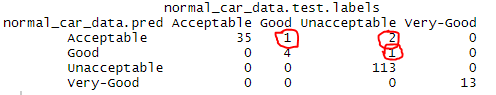 normal_car_data.test.labels
normal_car_data.pred Acceptable Good Unacceptable Very-Good
Acceptable 35 1 2 0
Good 0 4 1 0
Unacceptable 0 0 113 0
Very-Good 0 0 0 13